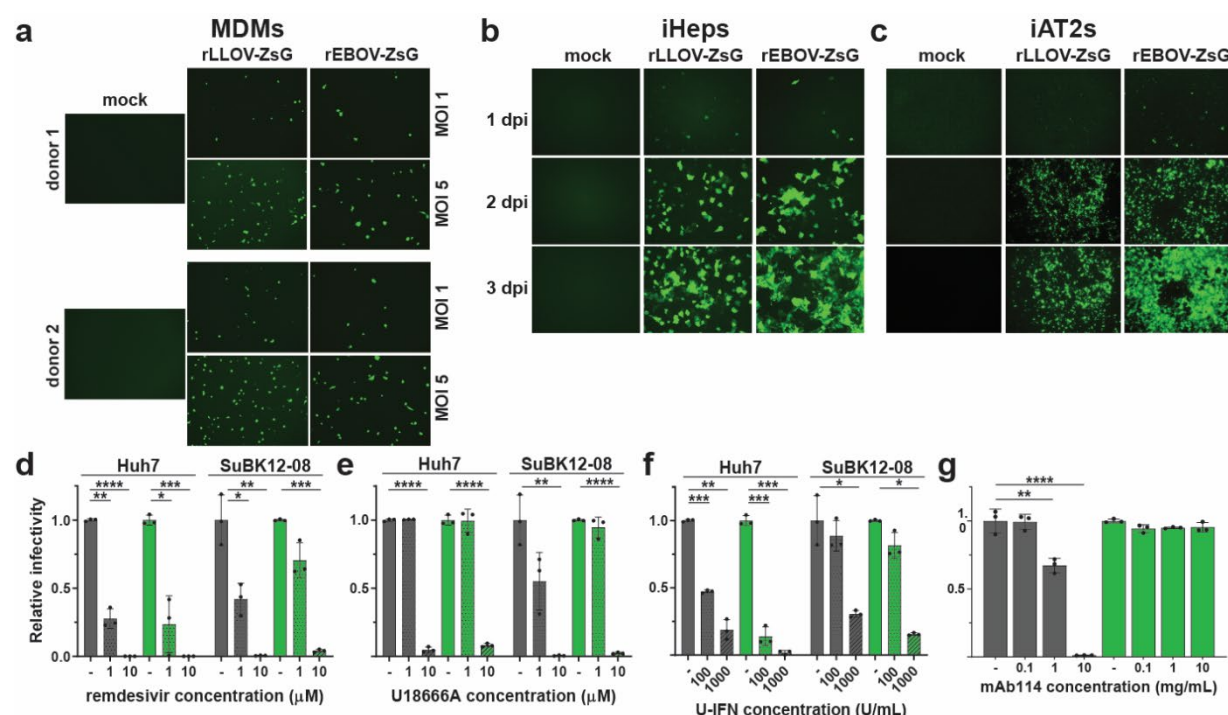 a
MDMs
rLLOV-ZsG
rEBOV-ZsG
mock
donor 1
MOI 1
MOI 5
donor 2
MOI 1
MOI 5
b
iHeps
mock
rLLOV-ZsG
rEBOV-ZsG
1 dpi
2 dpi
3 dpi
c
iAT2s
mock
rLLOV-ZsG
rEBOV-ZsG
d
Huh7
SuBK12-08
**** *** ** ***
** * *
Relative infectivity
1.0
0.5
0.0
- 1 10 - 1 10 - 1 10 - 1 10
remdesivir concentration (μM)
e
Huh7
SuBK12-08
**** **** ** ****
1.0
0.5
- 1 10 - 1 10 - 1 10 - 1 10
U18666A concentration (μM)
f
Huh7
SuBK12-08
** *** * *
*** ***
1.0
0.5
- 100 1000 - 100 1000 - 100 1000 - 100 1000
U-IFN concentration (U/mL)
g
****
**
1.
0
0.5
- 0.1 1 10 - 0.1 1 10
mAb114 concentration (mg/mL)